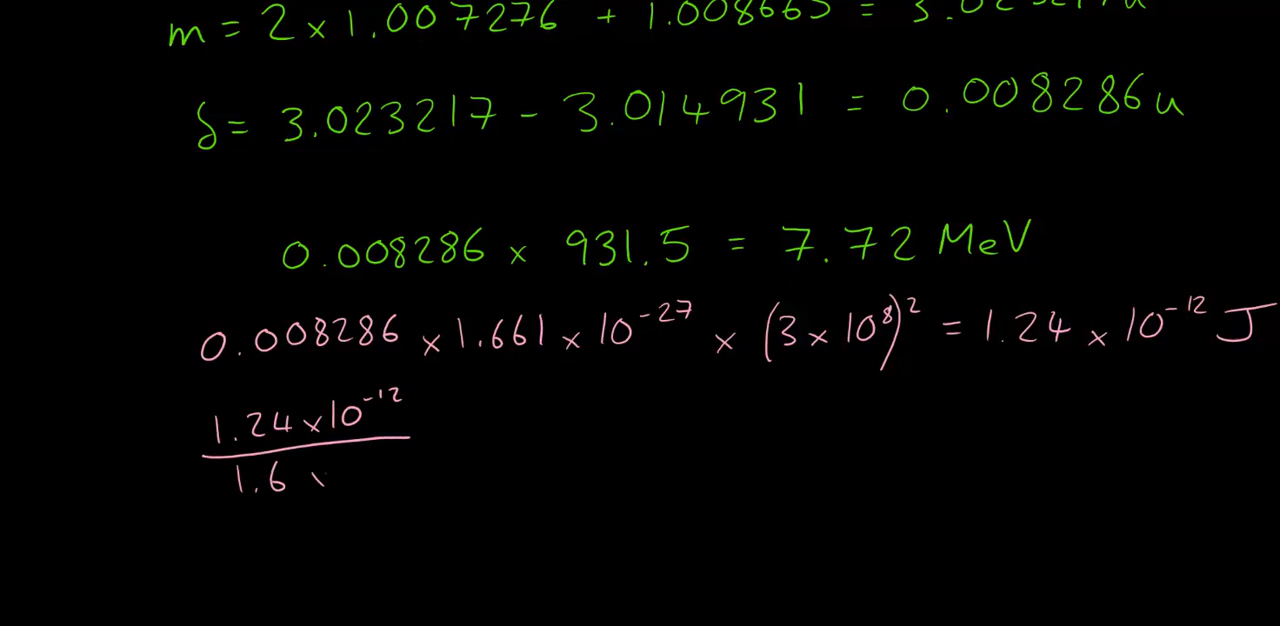 m = 2 × 1.007276 + 1.008665 =
δ = 3.023217 - 3.014931 = 0.008286u
0.008286 × 931.5 = 7.72 MeV
0.008286 × 1.661 × 10⁻²⁷ × (3 × 10⁸)² = 1.24 × 10⁻¹² J
1.24 × 10⁻¹²
1.6